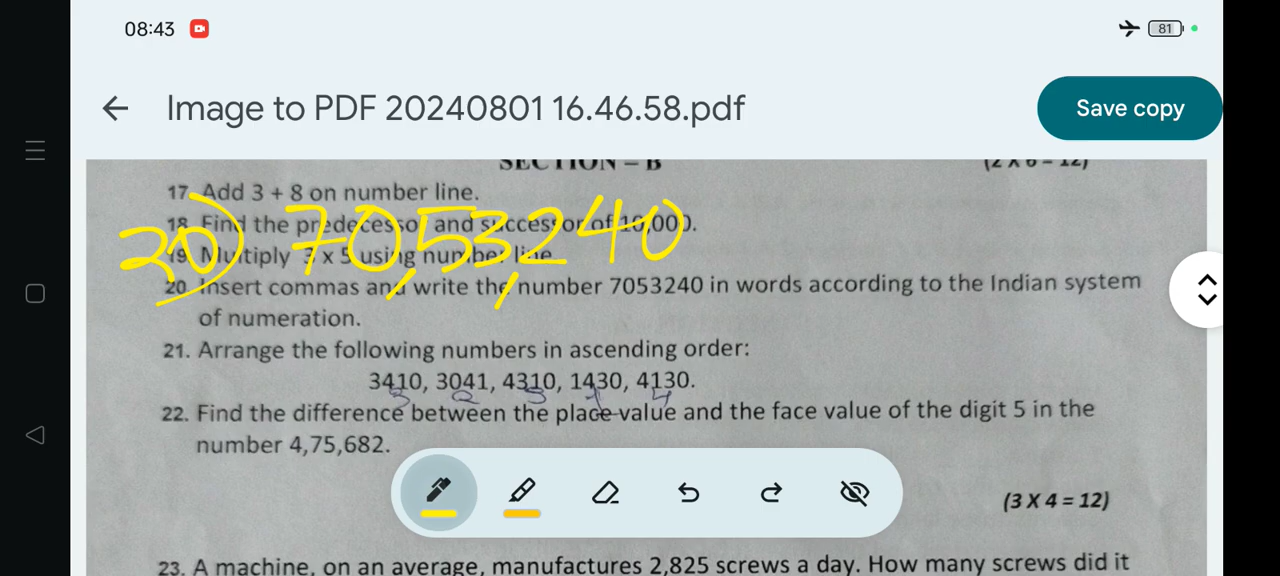 08:43
81
Image to PDF 20240801 16.46.58.pdf
Save copy
SECTION – B
(2 X 6 = 12)
17. Add 3 + 8 on number line.
18. Find the predecessor and successor of 10,000.
19. Multiply 3 x 5 using number line.
20) 70,53,240
20. Insert commas and write the number 7053240 in words according to the Indian system
of numeration.
21. Arrange the following numbers in ascending order:
3410, 3041, 4310, 1430, 4130.
22. Find the difference between the place value and the face value of the digit 5 in the
number 4,75,682.
(3 X 4 = 12)
23. A machine, on an average, manufactures 2,825 screws a day. How many screws did it